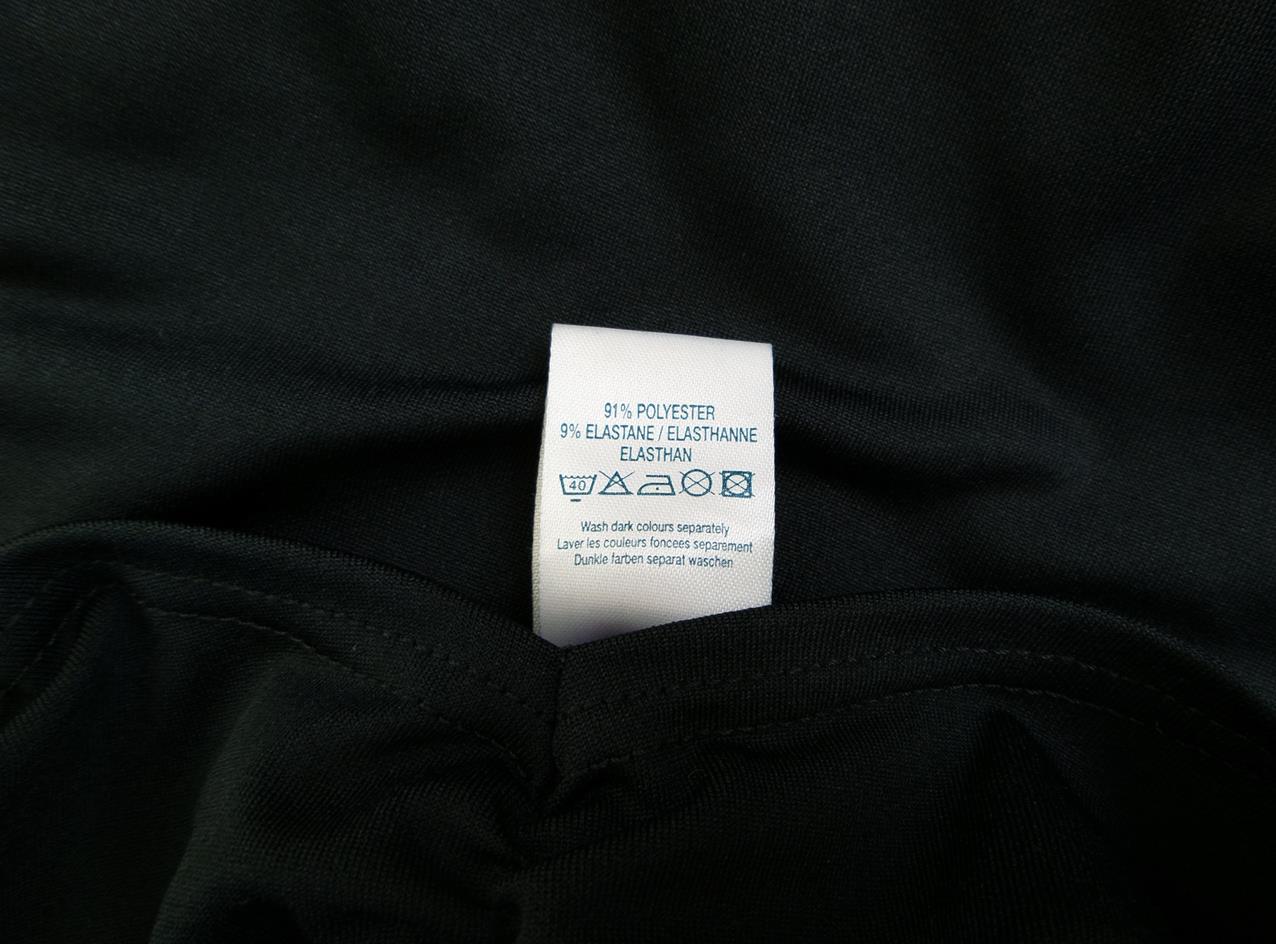 91% POLYESTER
9% ELASTANE / ELASTHANNE
ELASTHAN
40
Wash dark colours separately
Laver les couleurs foncees separement
Dunkle farben separat waschen